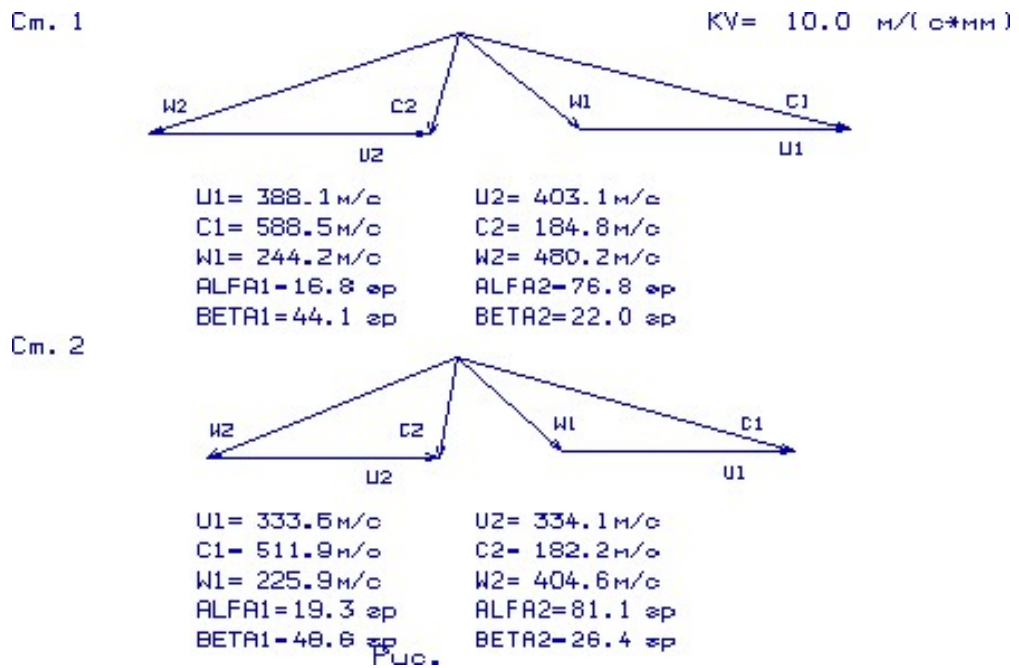 Ст. 1
KV= 10.0 м/(с*мм)
W2 C2 W1 C1
U2 U1
U1= 388.1м/с U2= 403.1м/с
C1= 588.5м/с C2= 184.8м/с
W1= 244.2м/с W2= 480.2м/с
ALFA1=16.8 гр ALFA2=76.8 гр
BETA1=44.1 гр BETA2=22.0 гр
Ст. 2
W2 C2 W1 C1
U2 U1
U1= 333.6м/с U2= 334.1м/с
C1= 511.9м/с C2= 182.2м/с
W1= 225.9м/с W2= 404.6м/с
ALFA1=19.3 гр ALFA2=81.1 гр
BETA1=48.6 гр BETA2=26.4 гр
Рис.